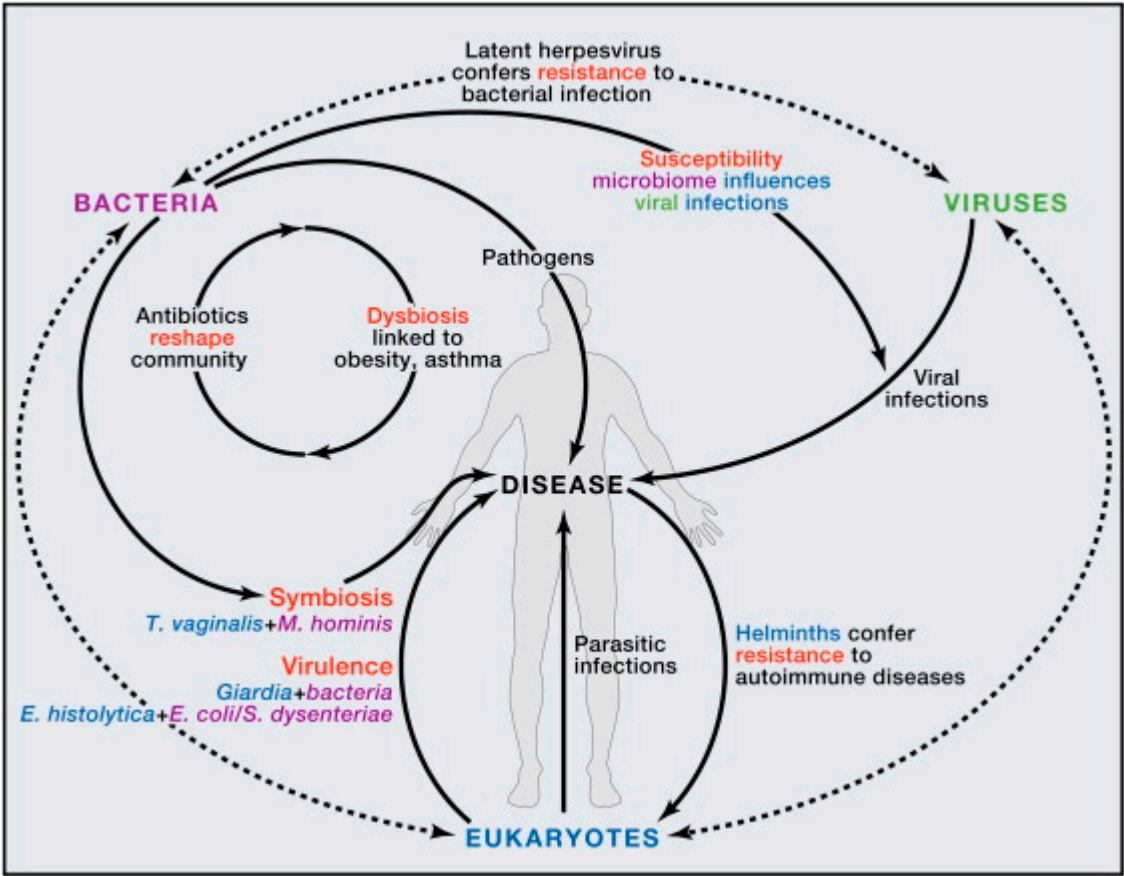 Latent herpesvirus
confers resistance to
bacterial infection
Susceptibility
microbiome influences
viral infections
BACTERIA
VIRUSES
Pathogens
Antibiotics
reshape
community
Dysbiosis
linked to
obesity, asthma
Viral
infections
DISEASE
Symbiosis
T. vaginalis+M. hominis
Virulence
Giardia+bacteria
E. histolytica+E. coli/S. dysenteriae
Parasitic
infections
Helminths confer
resistance to
autoimmune diseases
EUKARYOTES